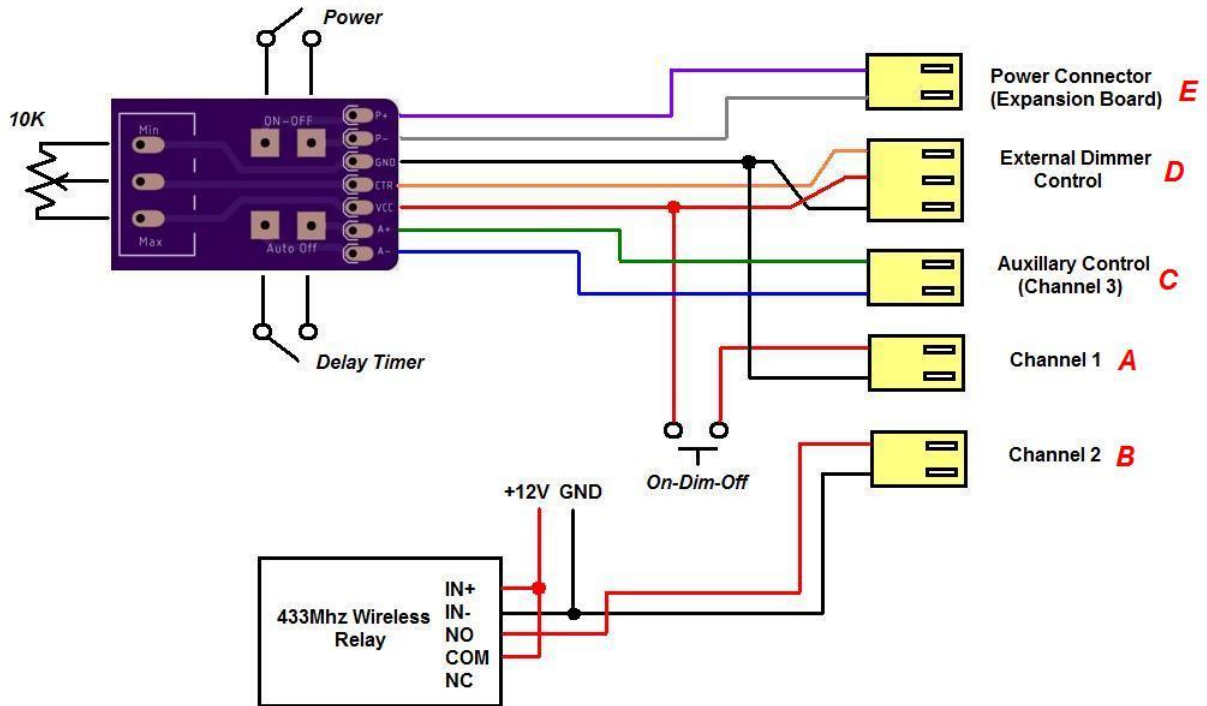 Power
10K
Min
Max
ON-OFF
Auto Off
P+
P-
GND
CTR
VCC
A+
A-
Delay Timer
Power Connector
(Expansion Board)
E
External Dimmer
Control
D
Auxillary Control
(Channel 3)
C
Channel 1
A
Channel 2
B
On-Dim-Off
+12V
GND
433Mhz Wireless
Relay
IN+
IN-
NO
COM
NC